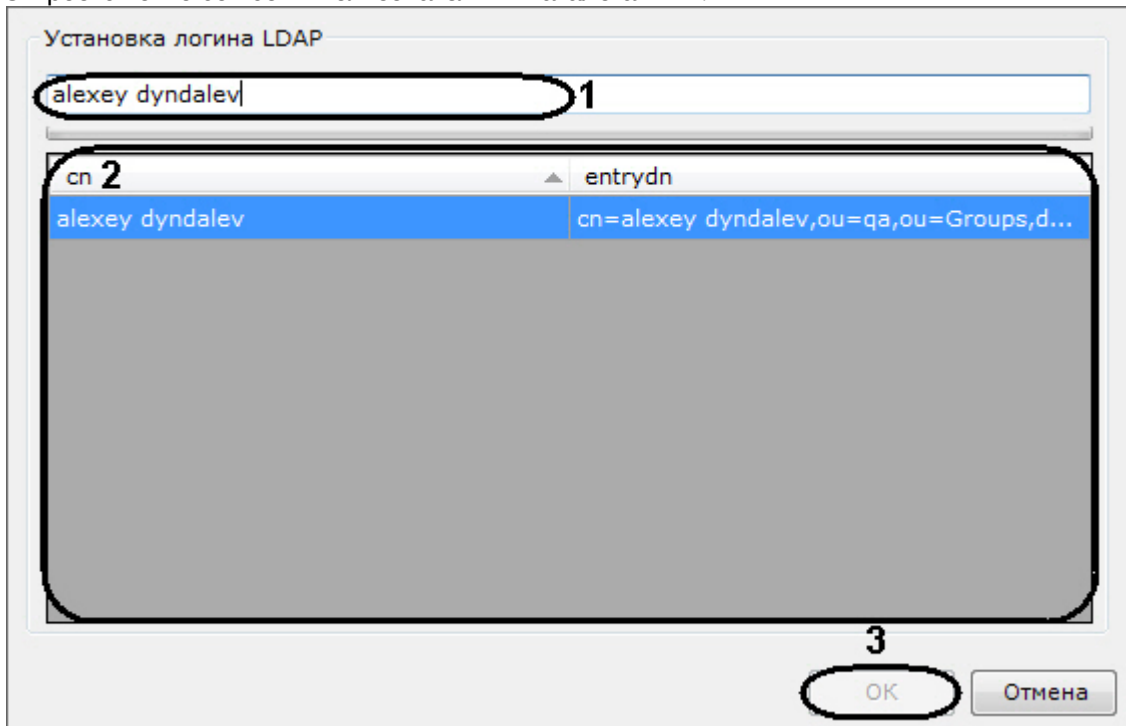 Установка логина LDAP
alexey dyndalev 1
cn 2 entrydn
alexey dyndalev cn=alexey dyndalev,ou=qa,ou=Groups,d...
3
OK Отмена